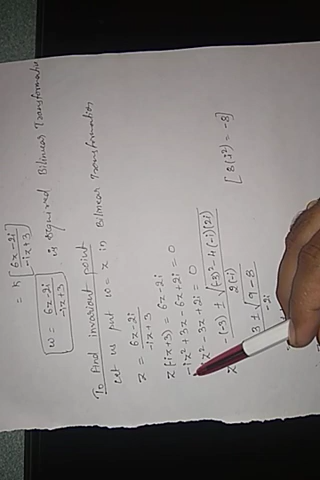 = k [6z-2i / -iz+3]
w = 6z-2i / -iz+3 is required Bilinear Transformation
To find invariant point
Let us put w = z in Bilinear Transformation
z = 6z-2i / -iz+3
z(-iz+3) = 6z-2i
-iz²+3z-6z+2i = 0
iz²-3z+2i = 0
-(-3) ± √(-3)²-4(-i)(2i) / 2(-i) [8(i²) = -8]
3 ± √9-8 / -2i